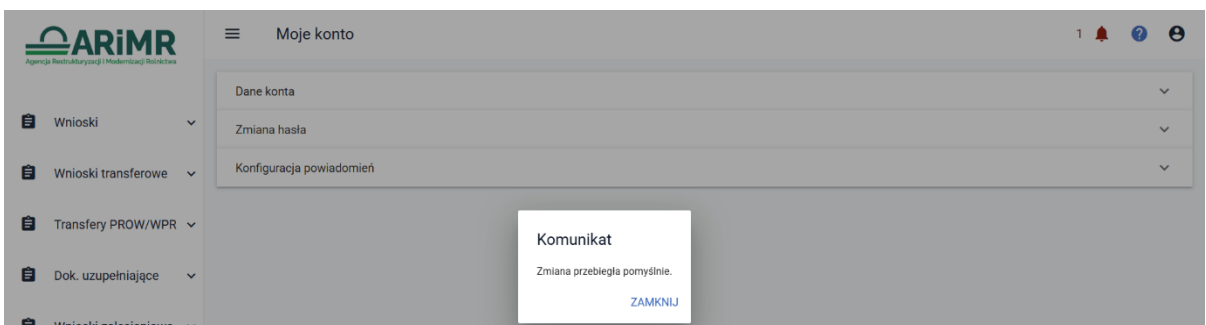 ARiMR
Agencja Restrukturyzacji i Modernizacji Rolnictwa
Moje konto
1
Dane konta
Zmiana hasła
Konfiguracja powiadomień
Wnioski
Wnioski transferowe
Transfery PROW/WPR
Dok. uzupełniające
Komunikat
Zmiana przebiegła pomyślnie.
ZAMKNIJ